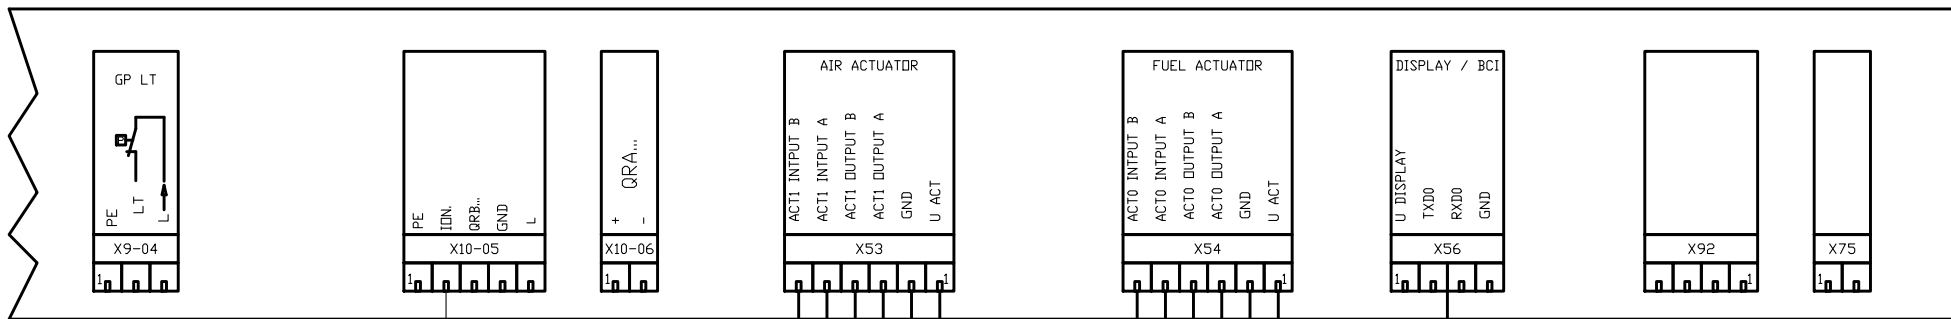 GP LT
PE
LT
L
X9-04
1
PE
ION.
QRB...
GND
L
X10-05
1
QRA...
+
-
X10-06
1
AIR ACTUATOR
ACT1 INTPUT B
ACT1 INTPUT A
ACT1 OUTPUT B
ACT1 OUTPUT A
GND
U ACT
X53
1
FUEL ACTUATOR
ACT0 INTPUT B
ACT0 INTPUT A
ACT0 OUTPUT B
ACT0 OUTPUT A
GND
U ACT
X54
1
DISPLAY / BCI
U DISPLAY
TXD0
RXD0
GND
X56
1
X92
1
X75
1